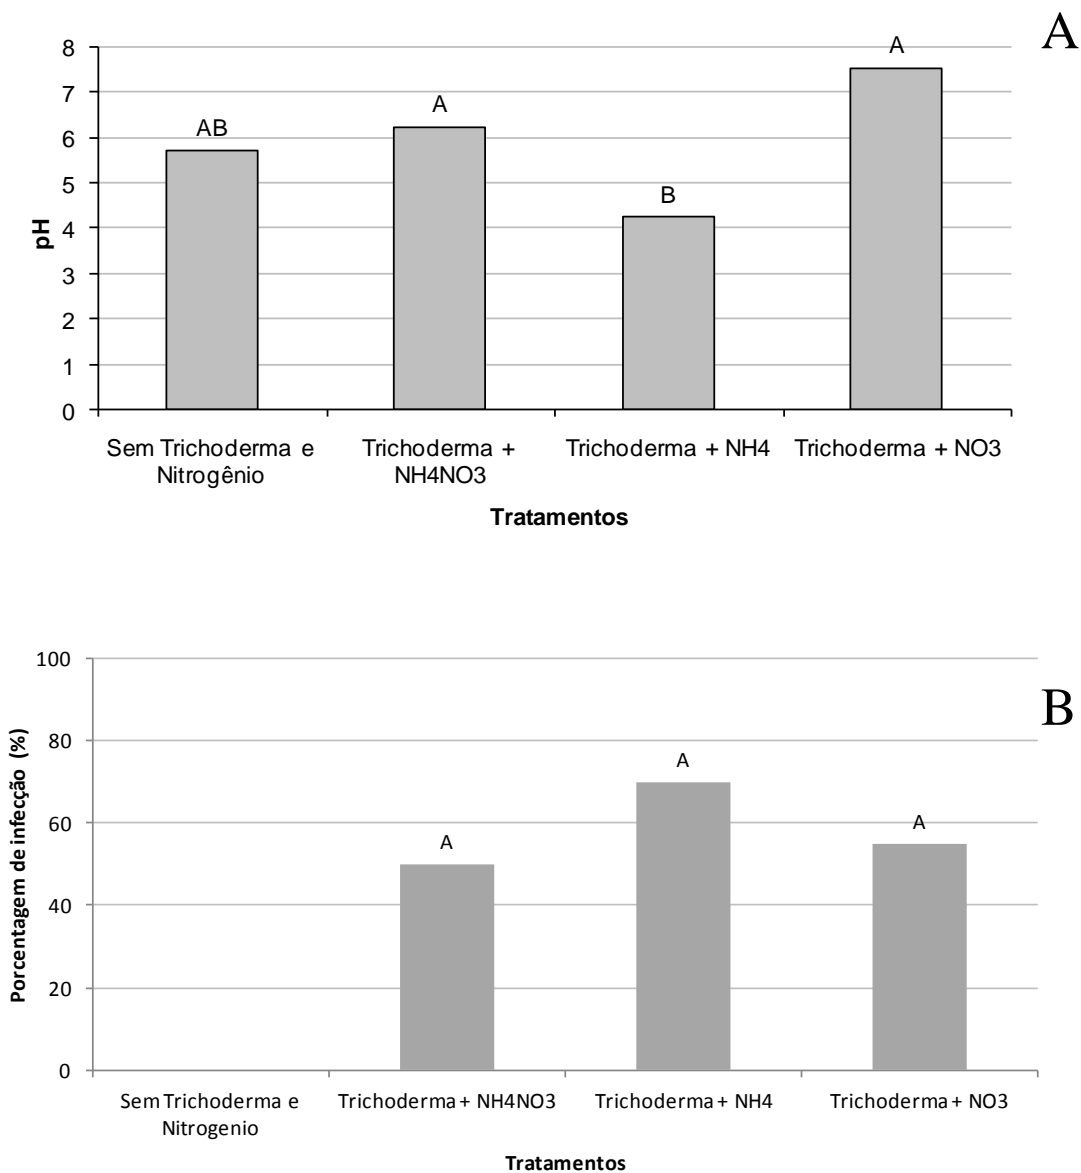 A
8
7
6
5
4
3
2
1
0
pH
A
AB
A
B
Sem Trichoderma e
Nitrogênio
Trichoderma +
NH4NO3
Trichoderma + NH4
Trichoderma + NO3
Tratamentos
B
100
80
60
40
20
0
Porcentagem de infecção (%)
A
A
A
Sem Trichoderma e
Nitrogenio
Trichoderma + NH4NO3
Trichoderma + NH4
Trichoderma + NO3
Tratamentos